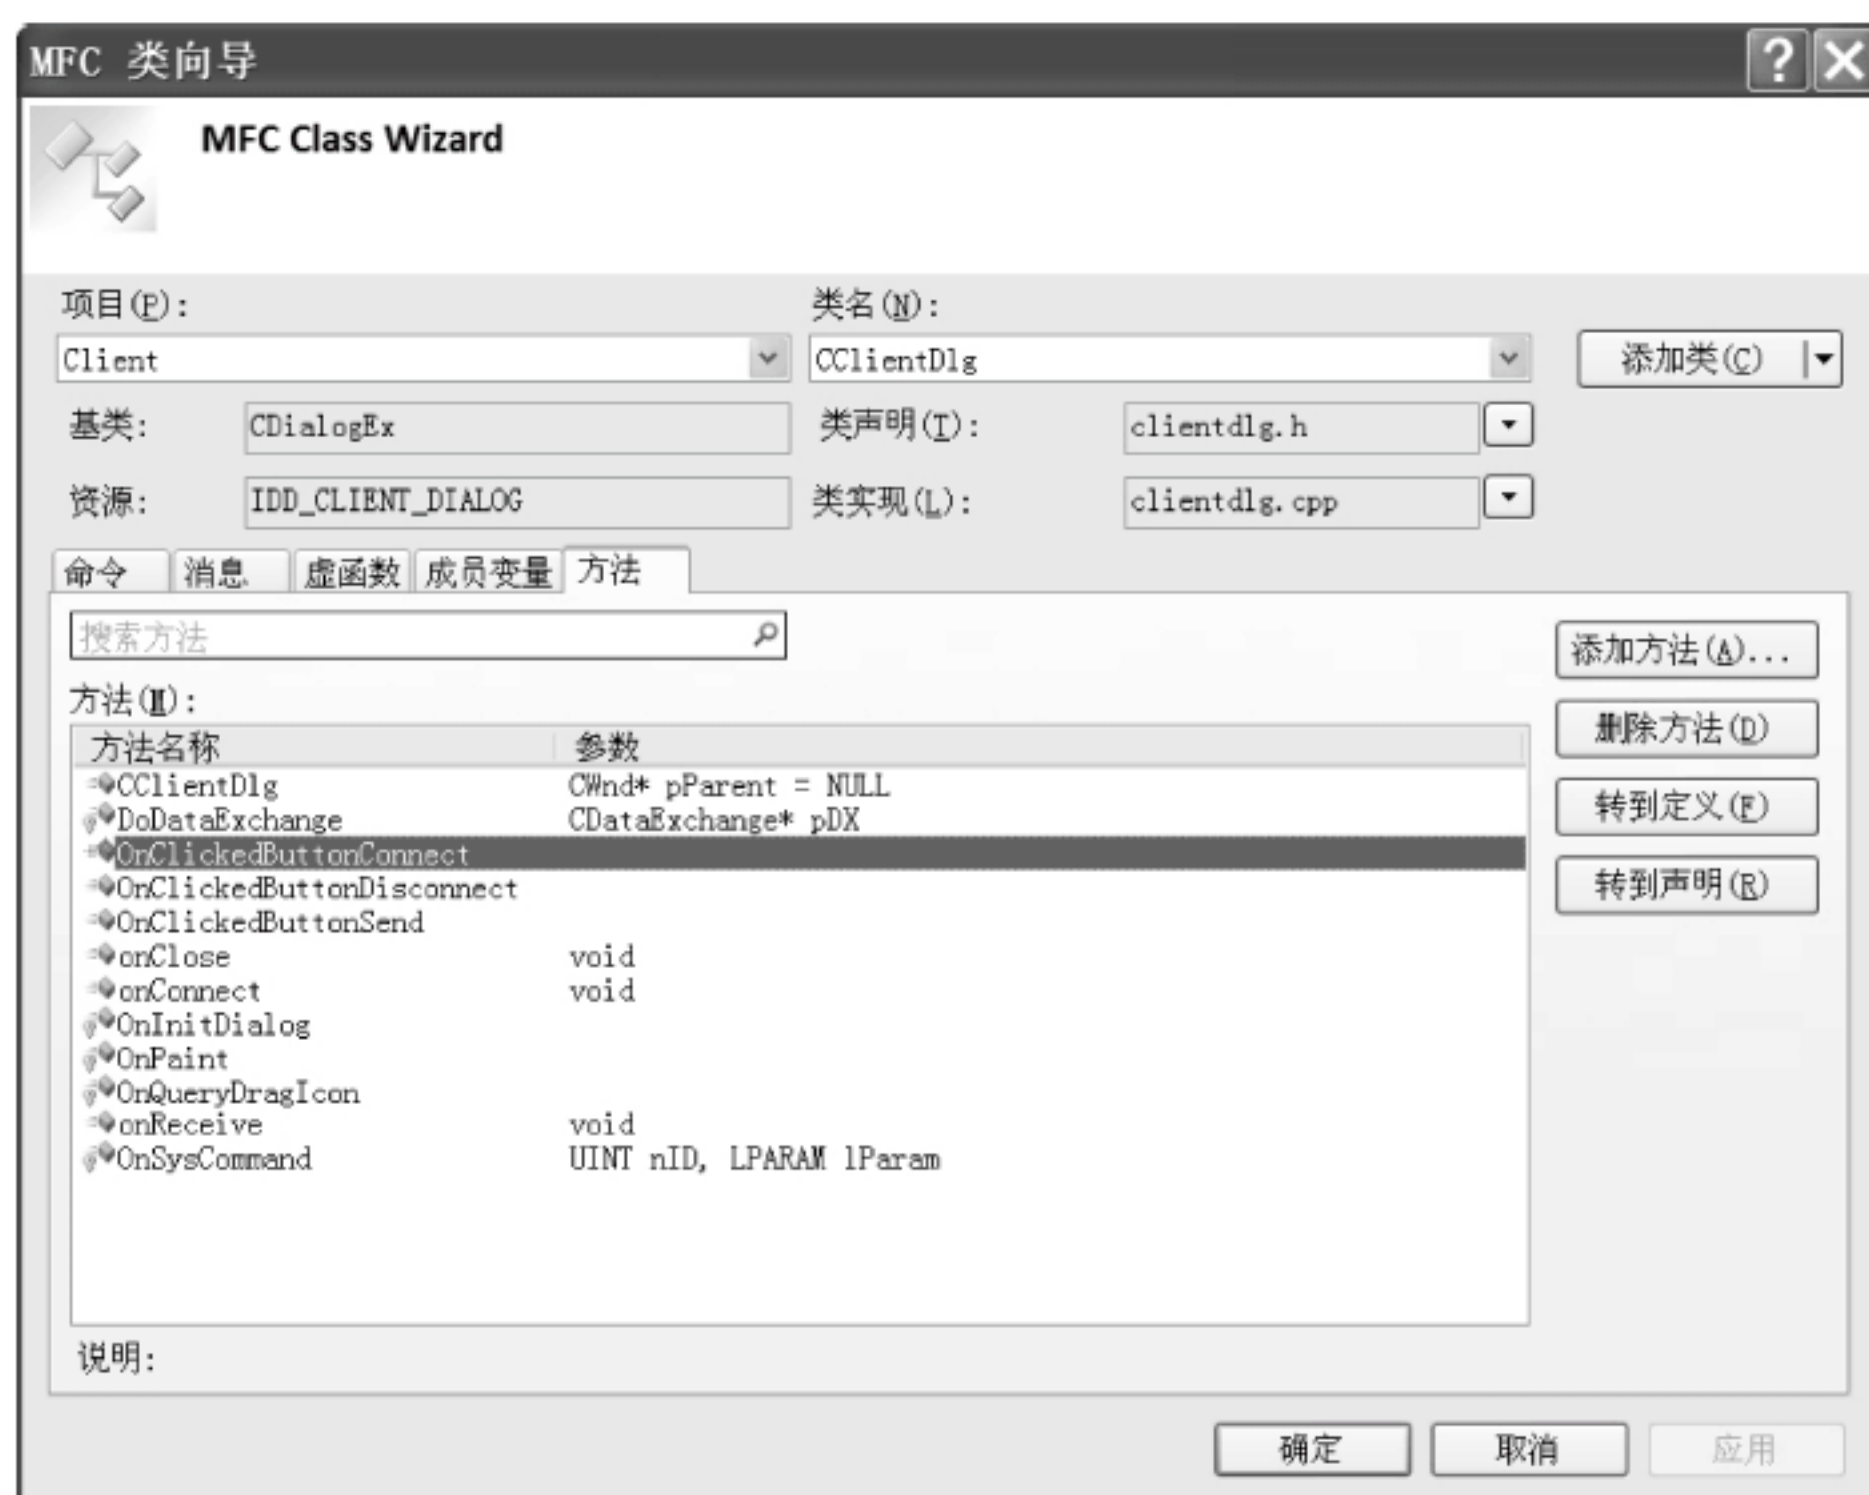 MFC 类向导
MFC Class Wizard
项目(P):
类名(N):
Client
CClientDlg
添加类(C)
基类:
CDialogEx
类声明(T):
clientdlg.h
资源:
IDD_CLIENT_DIALOG
类实现(L):
clientdlg.cpp
命令 消息 虚函数 成员变量 方法
搜索方法
添加方法(A)...
方法(M):
删除方法(D)
方法名称 参数
CClientDlg CWnd* pParent = NULL
转到定义(F)
DoDataExchange CDataExchange* pDX
OnClickedButtonConnect
转到声明(R)
OnClickedButtonDisconnect
OnClickedButtonSend
onClose void
onConnect void
OnInitDialog
OnPaint
OnQueryDragIcon
onReceive void
OnSysCommand UINT nID, LPARAM lParam
说明:
确定 取消 应用